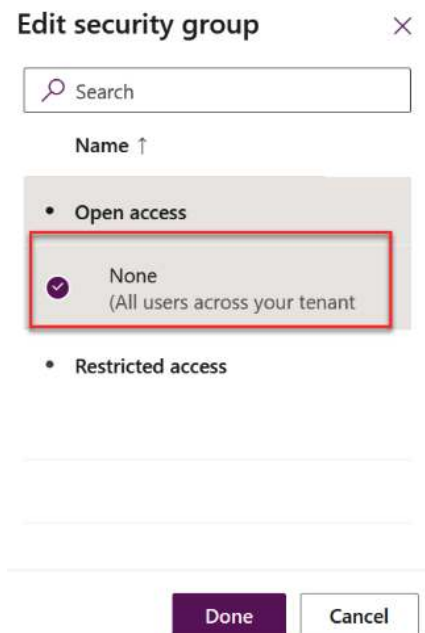 Edit security group
Search
Name ↑
• Open access
None
(All users across your tenant
• Restricted access
Done
Cancel